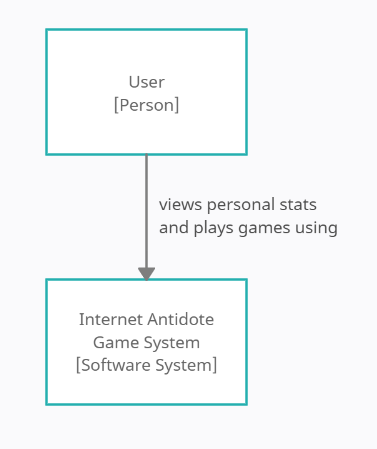 User
[Person]
views personal stats
and plays games using
Internet Antidote
Game System
[Software System]